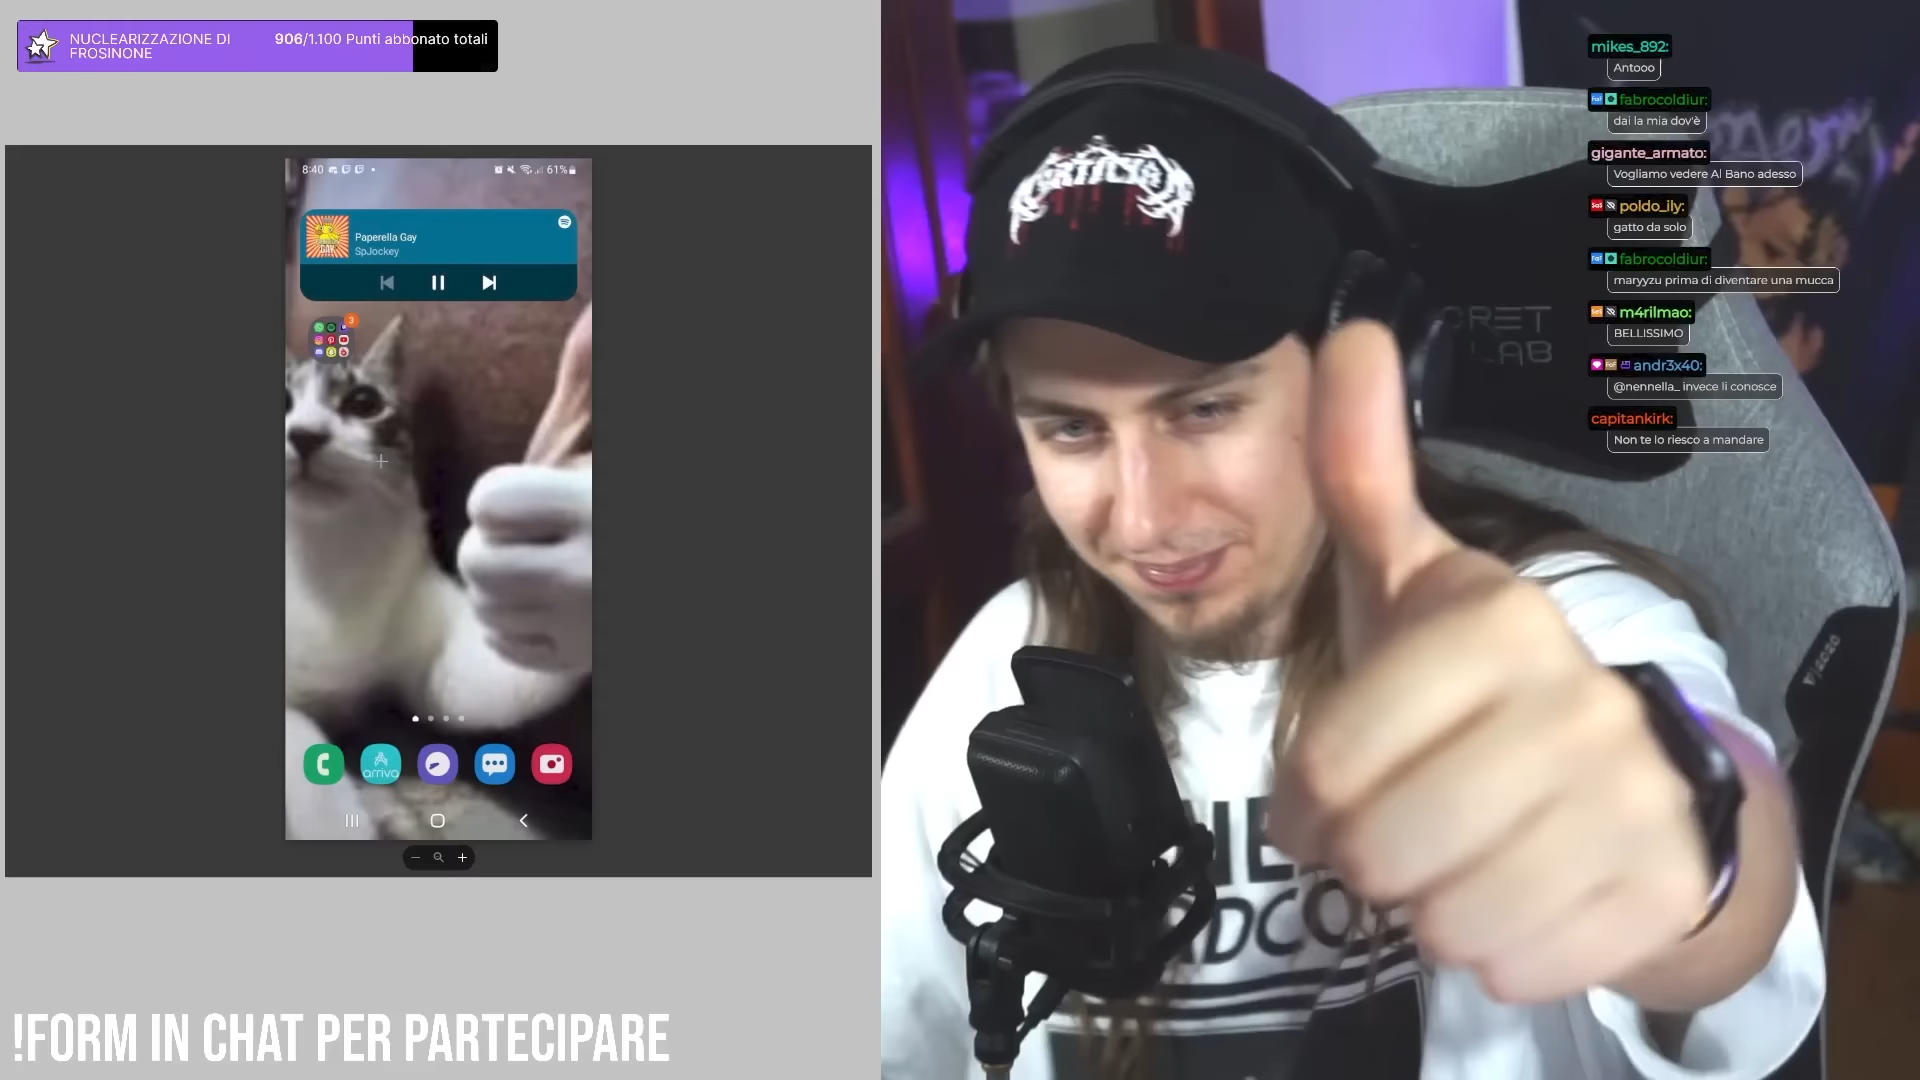 NUCLEARIZZAZIONE DI
FROSINONE
906/1.100 Punti abbonato totali
8:40
61%
Paperella Gay
SpJockey
3
arriva
!FORM IN CHAT PER PARTECIPARE
mikes_892:
Antooo
fabrocoldiur:
dai la mia dov'è
gigante_armato:
Vogliamo vedere Al Bano adesso
poldo_ily:
gatto da solo
fabrocoldiur:
maryyzu prima di diventare una mucca
m4rilmao:
BELLISSIMO
andr3x40:
@nennella_ invece li conosce
capitankirk:
Non te lo riesco a mandare
CRET
LAB